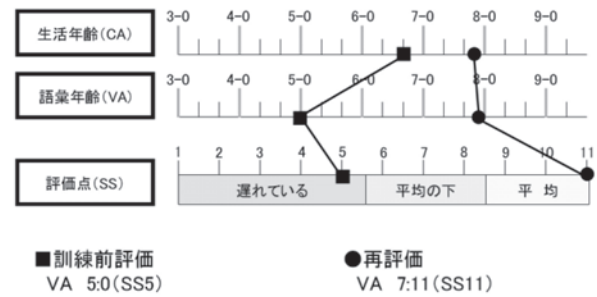 3-0 4-0 5-0 6-0 7-0 8-0 9-0
生活年齢(CA)
3-0 4-0 5-0 6-0 7-0 8-0 9-0
語彙年齢(VA)
1 2 3 4 5 6 7 8 9 10 11
評価点(SS)
遅れている 平均の下 平 均
■訓練前評価 ●再評価
VA 5:0(SS5) VA 7:11(SS11)